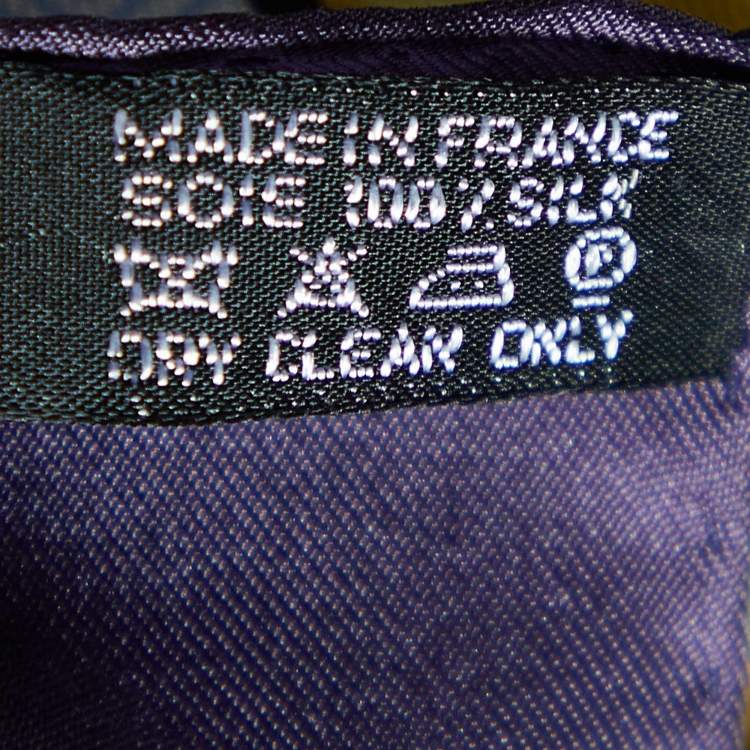 MADE IN FRANCE
SOIE 100% SILK
P
DRY CLEAN ONLY